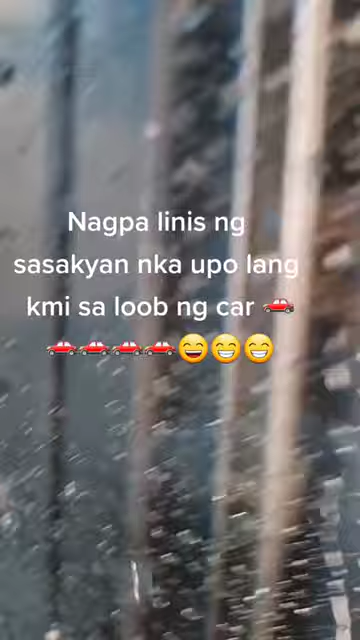 Nagpa linis ng
sasakyan nka upo lang
kmi sa loob ng car 🚗
🚗🚗🚗🚗😄😁😁